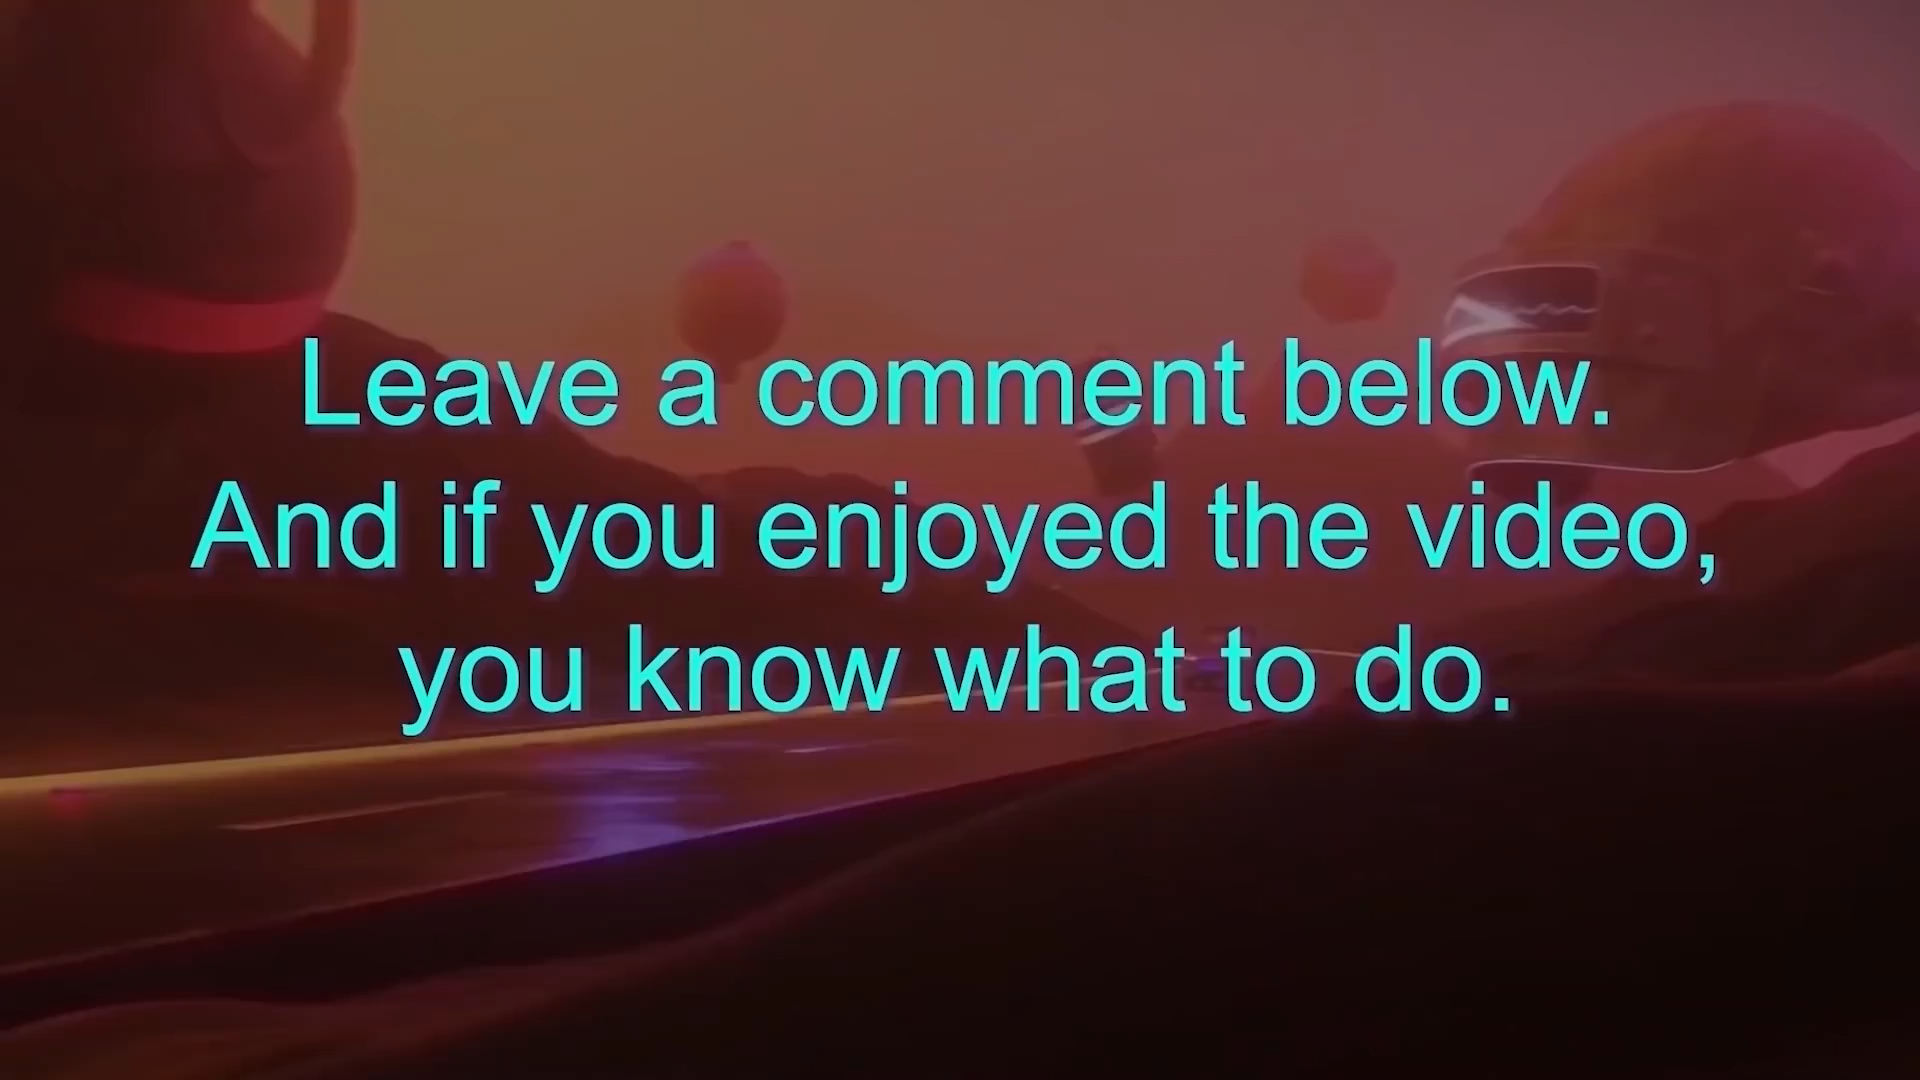 Leave a comment below.
And if you enjoyed the video,
you know what to do.